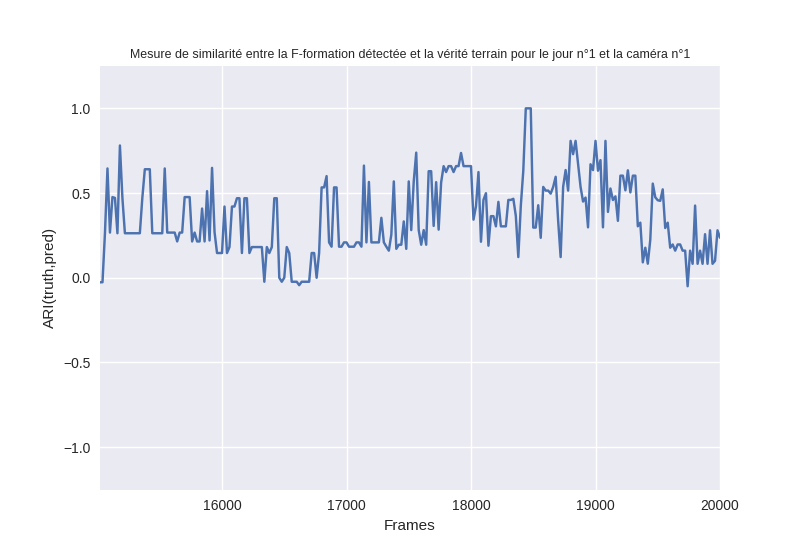 Mesure de similarité entre la F-formation détectée et la vérité terrain pour le jour n°1 et la caméra n°1
1.0
0.5
0.0
−0.5
−1.0
ARI(truth,pred)
16000 17000 18000 19000 20000
Frames